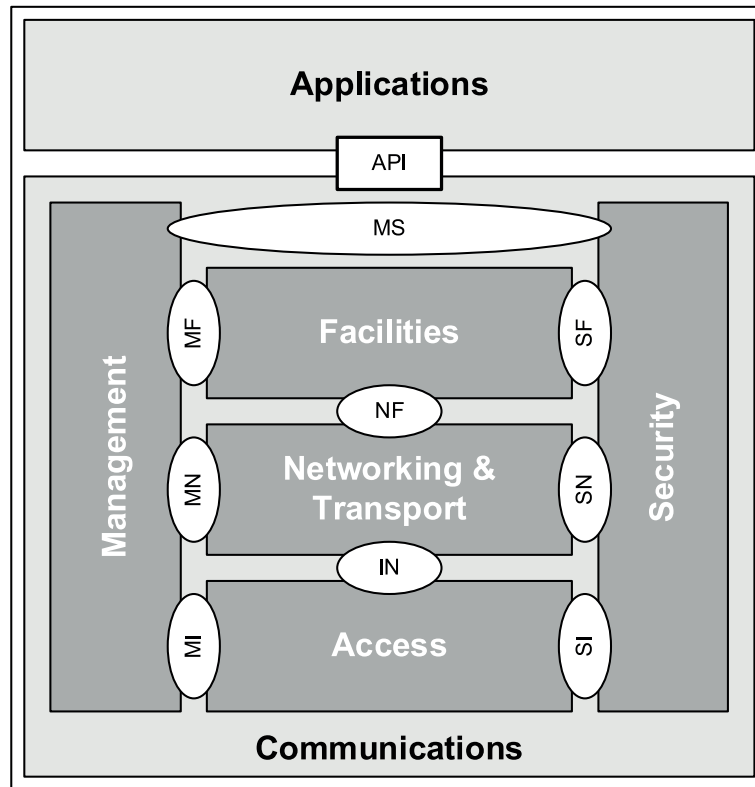 Applications
API
MS
Management
MF
Facilities
SF
Security
NF
MN
Networking &
Transport
SN
IN
MI
Access
SI
Communications